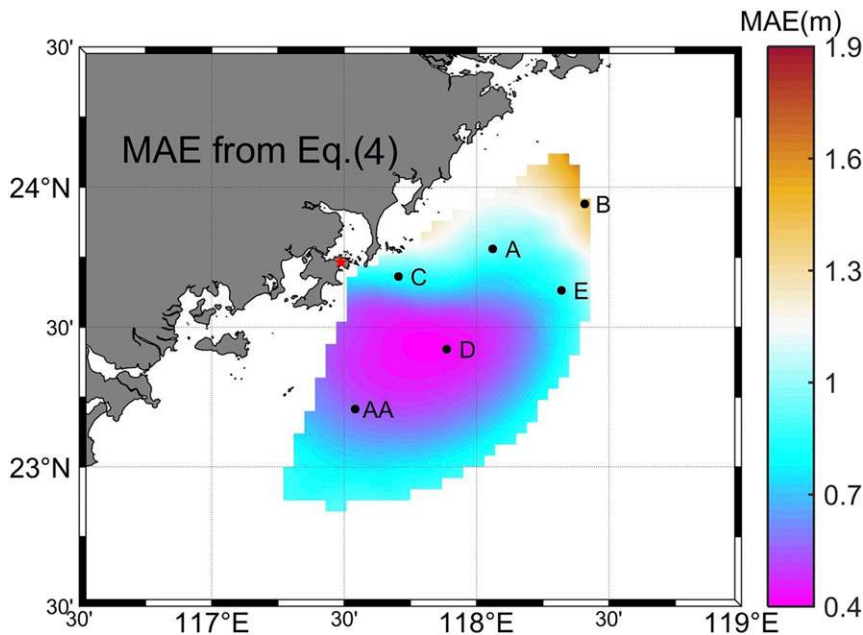 MAE(m)
30'
1.9
MAE from Eq.(4)
1.6
24°N
B
A
C
E
1.3
30'
D
1
AA
23°N
0.7
30'
0.4
30'
117°E
30'
118°E
30'
119°E